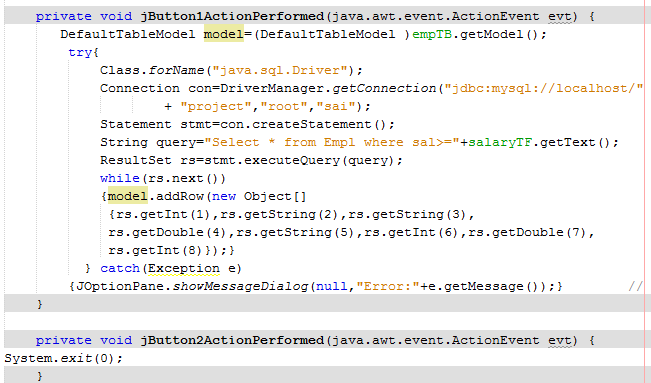 private void jButton1ActionPerformed(java.awt.event.ActionEvent evt) {
DefaultTableModel model=(DefaultTableModel )empTB.getModel();
try{
Class.forName("java.sql.Driver");
Connection con=DriverManager.getConnection("jdbc:mysql://localhost/"
+ "project","root","sai");
Statement stmt=con.createStatement();
String query="Select * from Empl where sal>="+salaryTF.getText();
ResultSet rs=stmt.executeQuery(query);
while(rs.next())
{model.addRow(new Object[]
{rs.getInt(1),rs.getString(2),rs.getString(3),
rs.getDouble(4),rs.getString(5),rs.getInt(6),rs.getDouble(7),
rs.getInt(8)});}
} catch(Exception e)
{JOptionPane.showMessageDialog(null,"Error:"+e.getMessage());} //
}
private void jButton2ActionPerformed(java.awt.event.ActionEvent evt) {
System.exit(0);
}